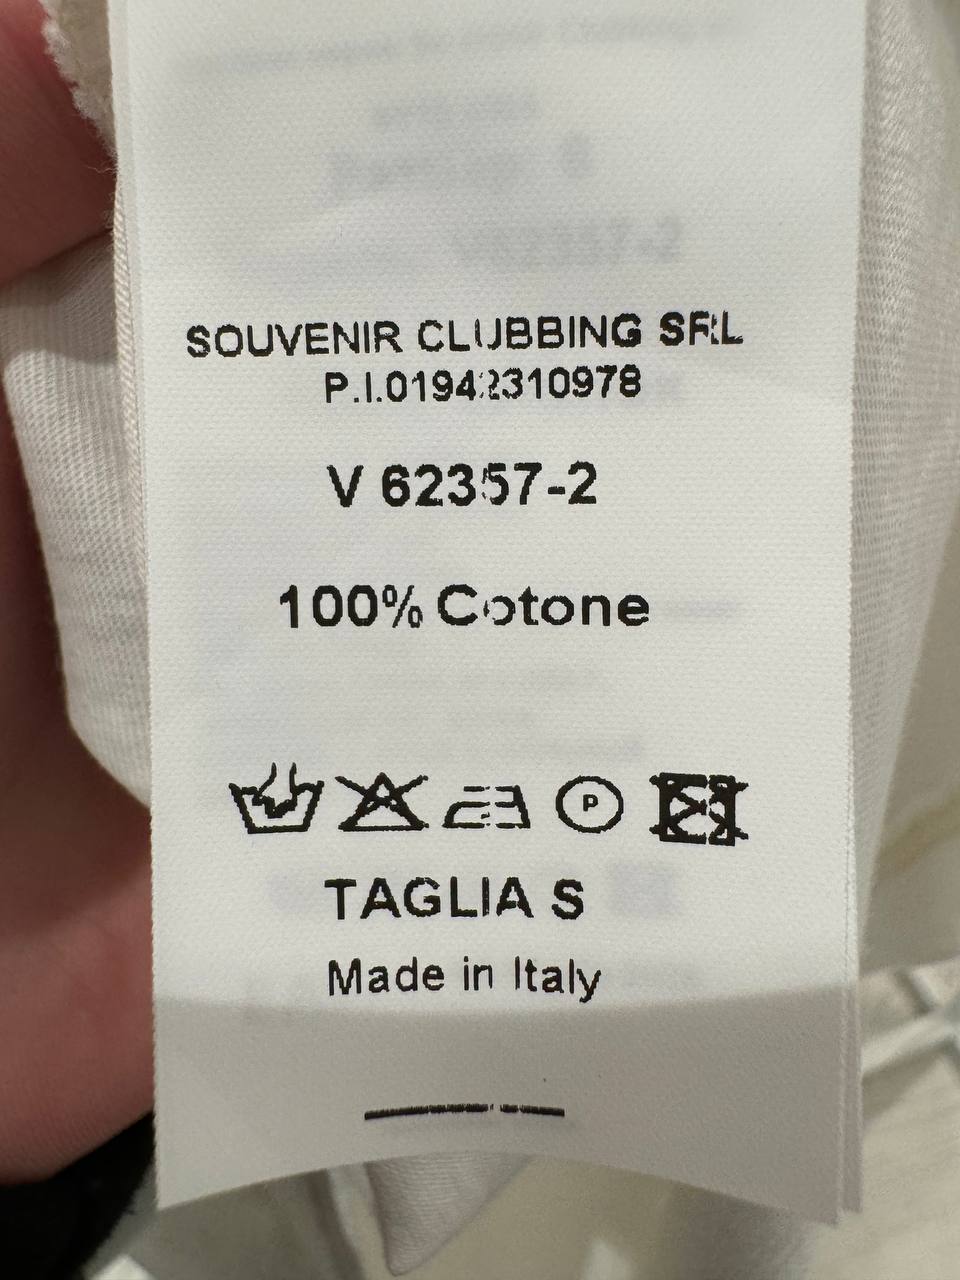 SOUVENIR CLUBBING SRL
P.I.01942310978
V 62357-2
100% Cotone
P
TAGLIA S
Made in Italy